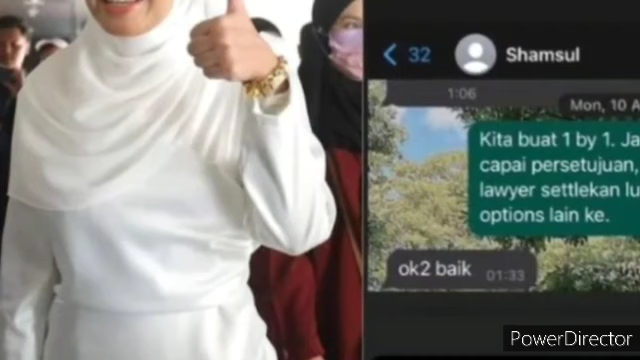 32
Shamsul
1:06
Mon, 10 A
Kita buat 1 by 1. Ja
capai persetujuan,
lawyer settlekan lu
options lain ke.
ok2 baik 01:33
PowerDirector